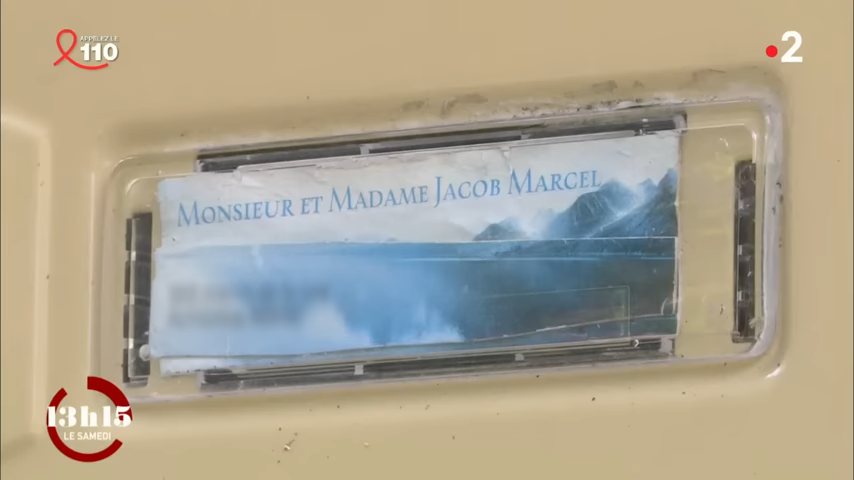 APPELEZ LE
110
2
MONSIEUR ET MADAME JACOB MARCEL
13h15
LE SAMEDI